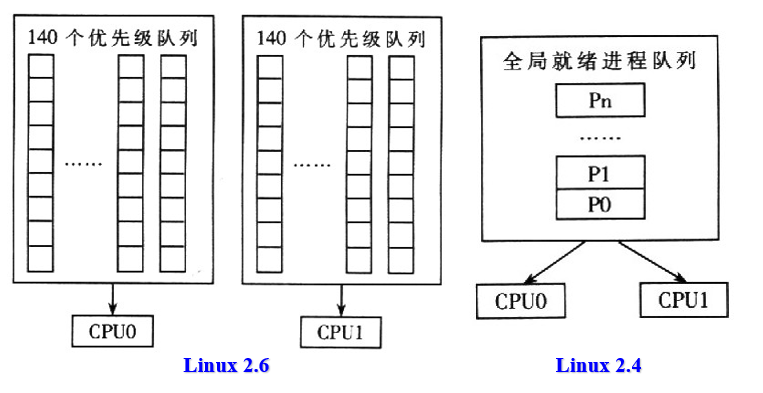 140 个优先级队列
……
CPU0
140 个优先级队列
……
CPU1
Linux 2.6
全局就绪进程队列
Pn
……
P1
P0
CPU0
CPU1
Linux 2.4